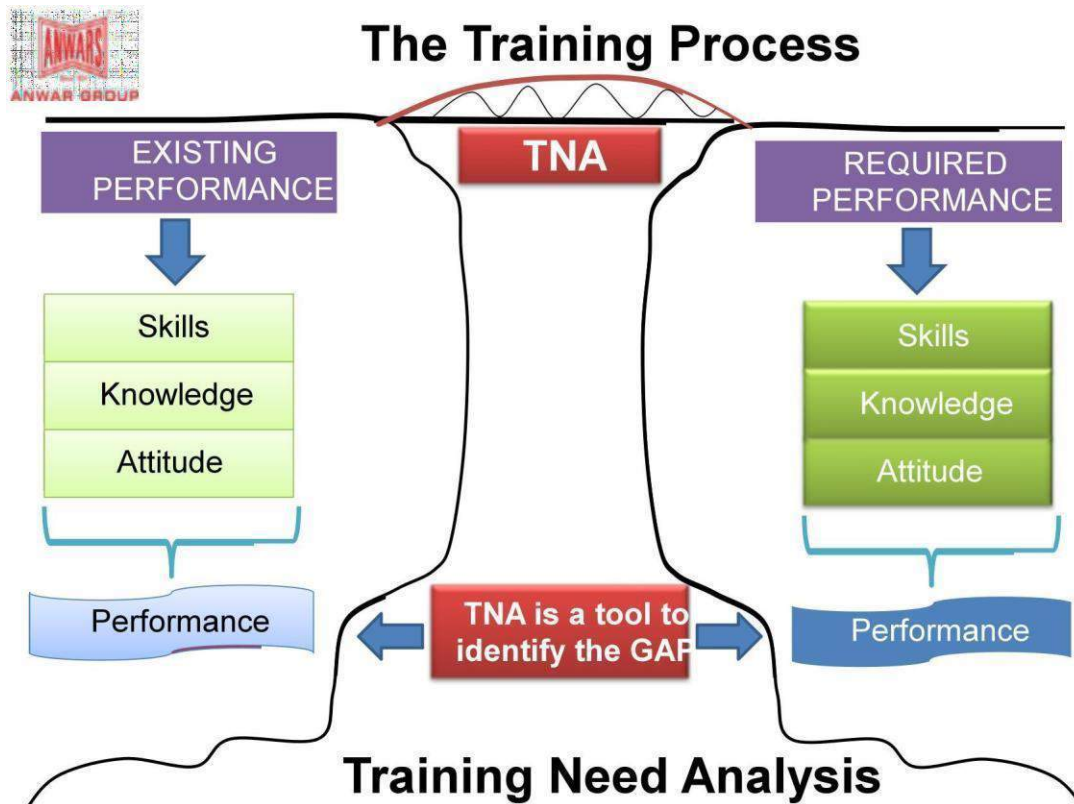 ANWARS
ANWAR GROUP
The Training Process
EXISTING
PERFORMANCE
TNA
REQUIRED
PERFORMANCE
Skills
Knowledge
Attitude
Performance
Skills
Knowledge
Attitude
Performance
TNA is a tool to
identify the GAP
Training Need Analysis